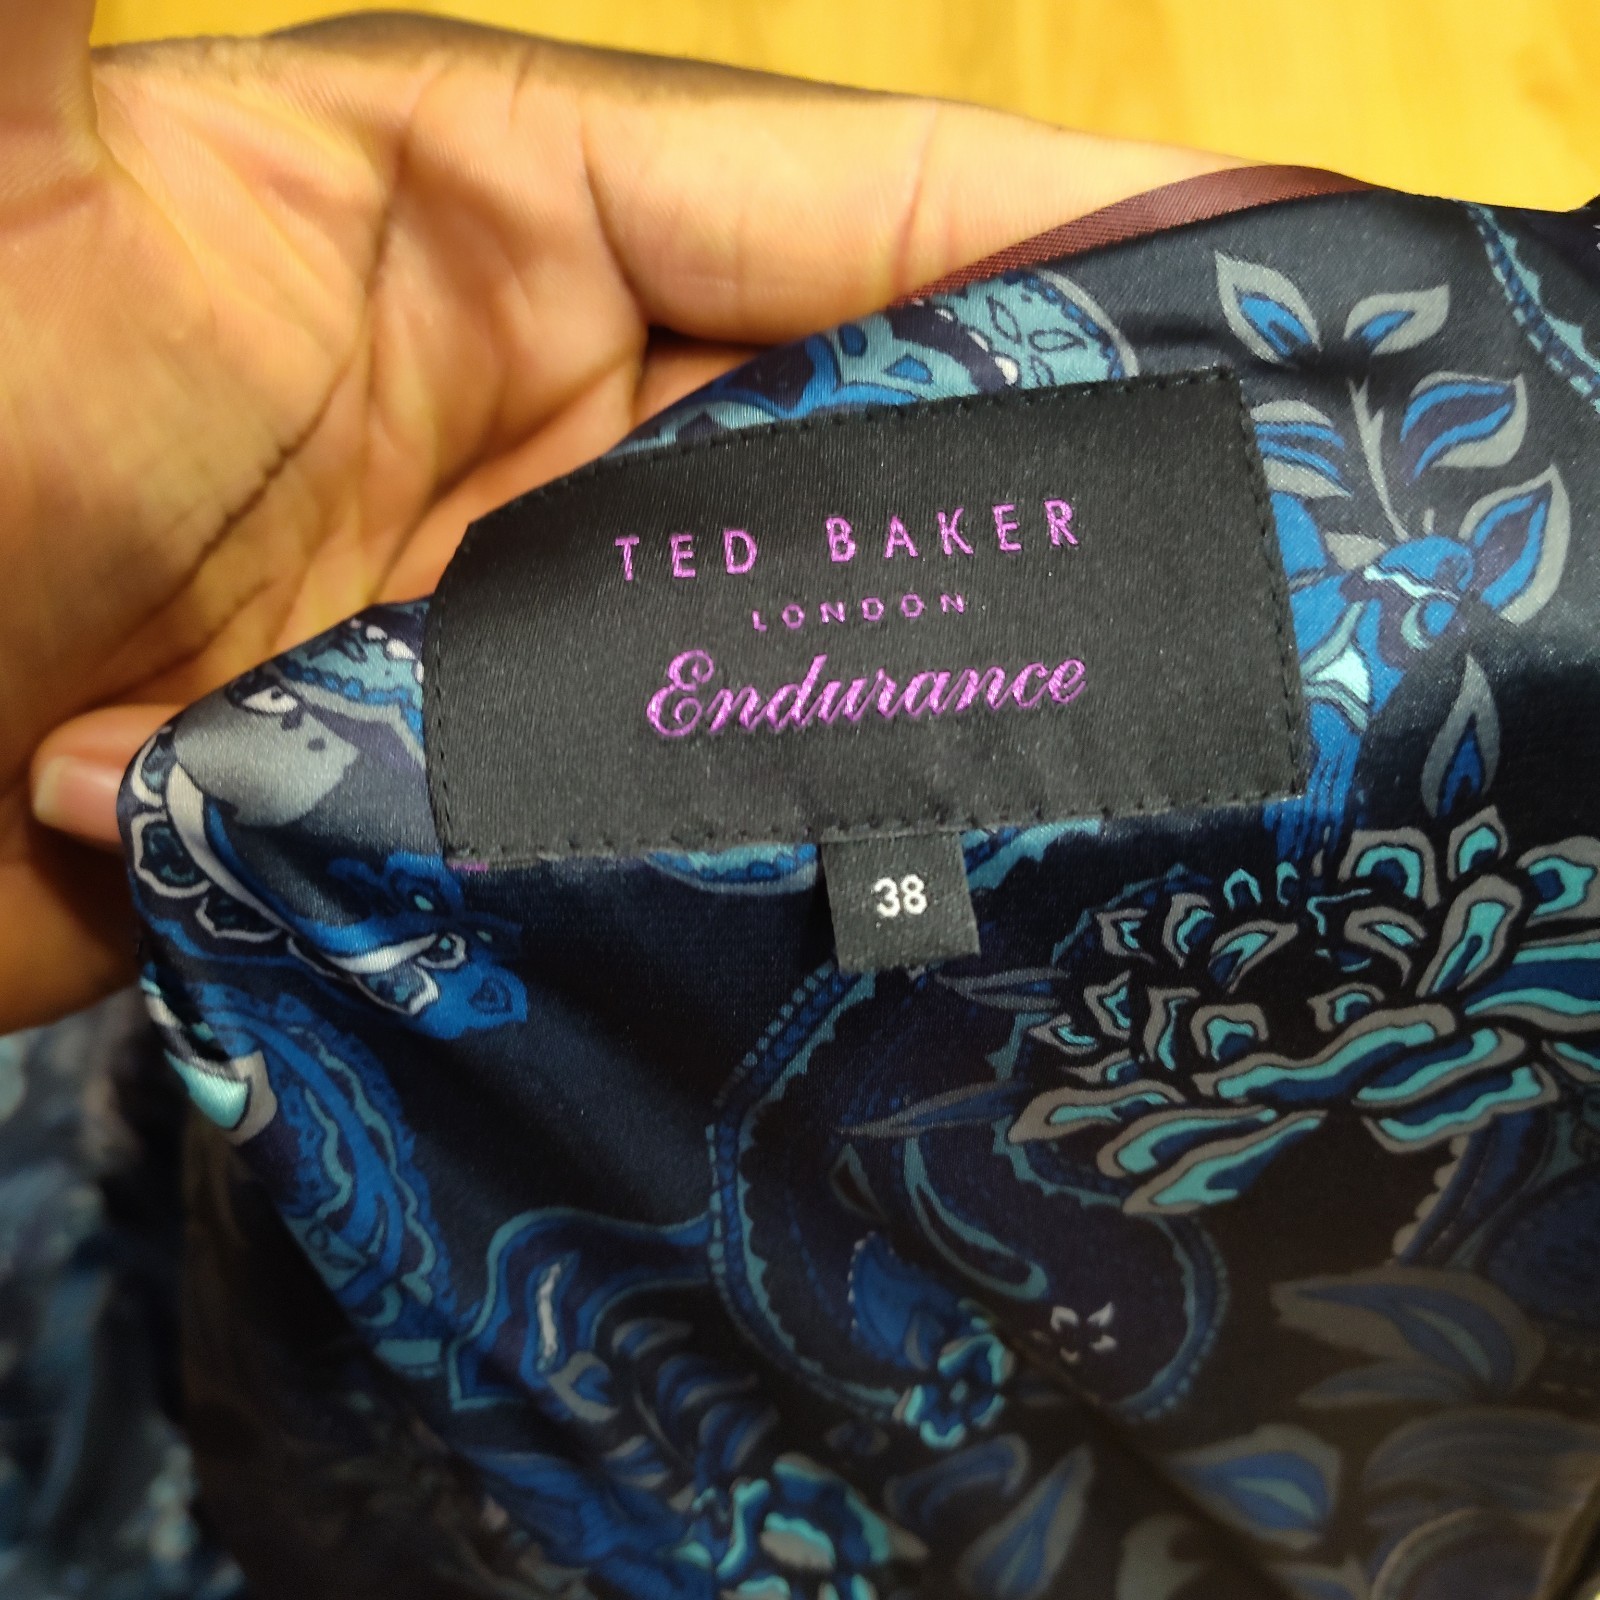 TED BAKER
LONDON
Endurance
38